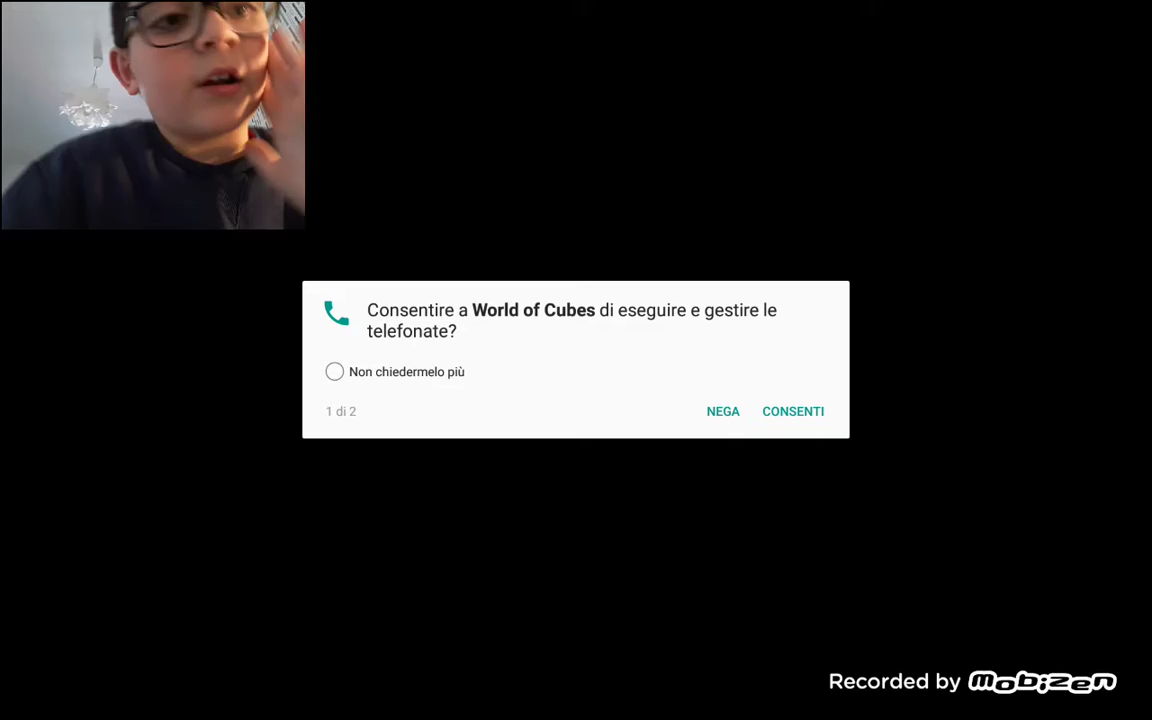 Consentire a World of Cubes di eseguire e gestire le
telefonate?
Non chiedermelo più
1 di 2
NEGA
CONSENTI
Recorded by mobizen